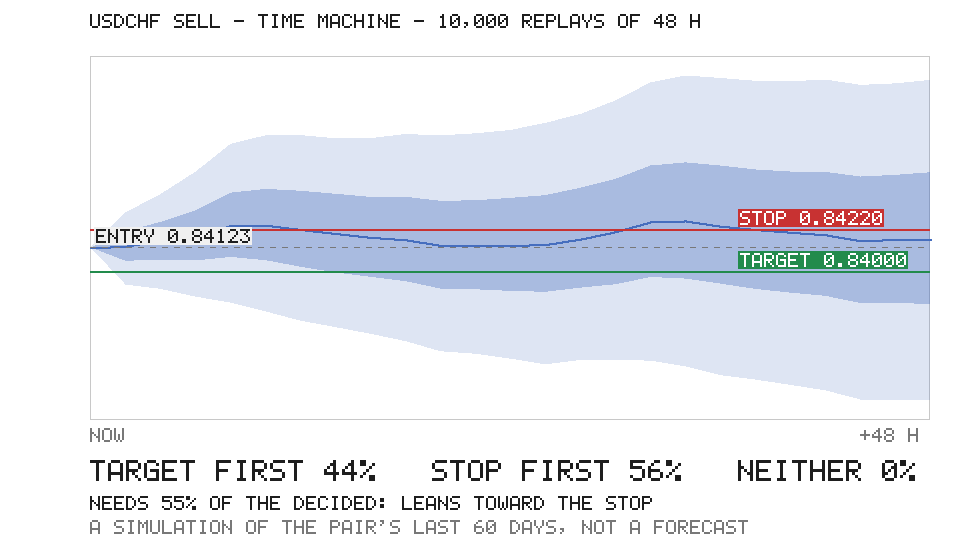 USDCHF SELL - TIME MACHINE - 10,000 REPLAYS OF 48 H
STOP 0.84220
ENTRY 0.84123
TARGET 0.84000
NOW +48 H
TARGET FIRST 44% STOP FIRST 56% NEITHER 0%
NEEDS 55% OF THE DECIDED: LEANS TOWARD THE STOP
A SIMULATION OF THE PAIR'S LAST 60 DAYS, NOT A FORECAST